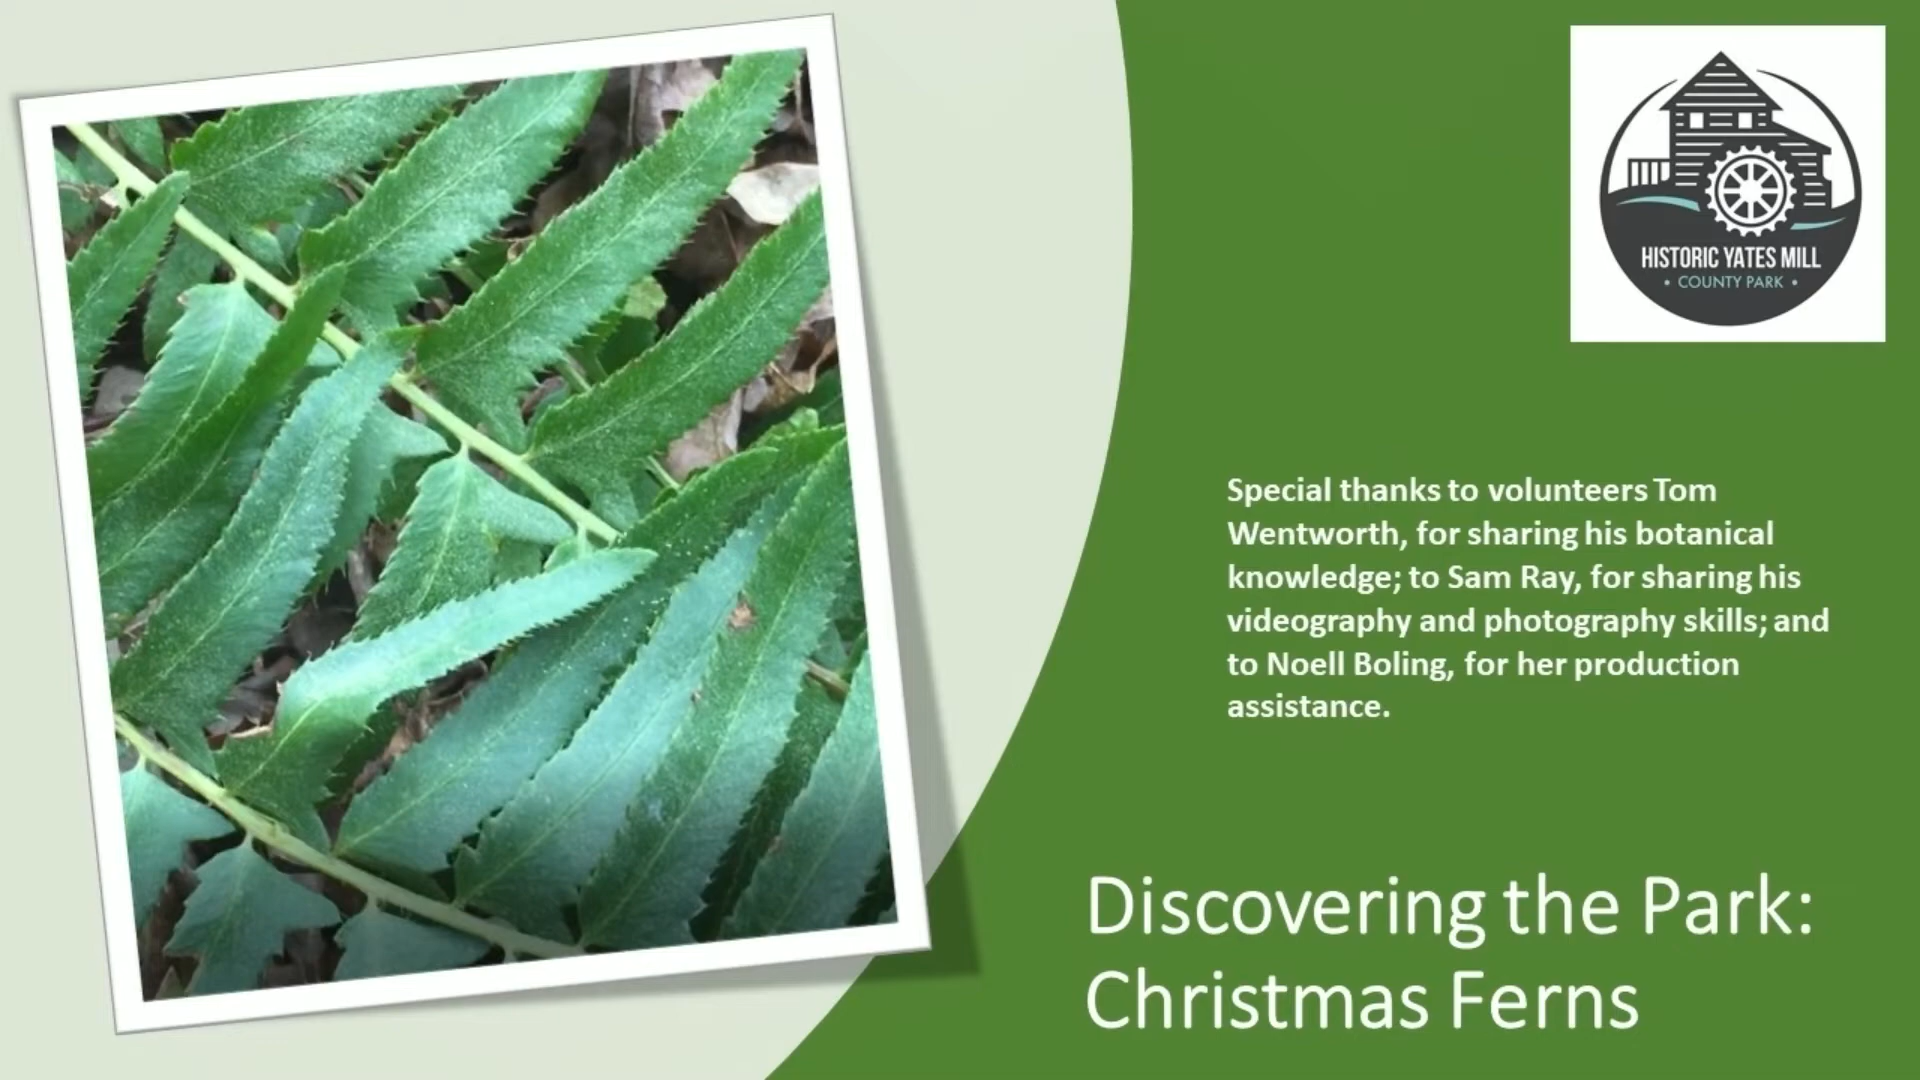 HISTORIC YATES MILL
• COUNTY PARK •
Special thanks to volunteers Tom
Wentworth, for sharing his botanical
knowledge; to Sam Ray, for sharing his
videography and photography skills; and
to Noell Boling, for her production
assistance.
Discovering the Park:
Christmas Ferns